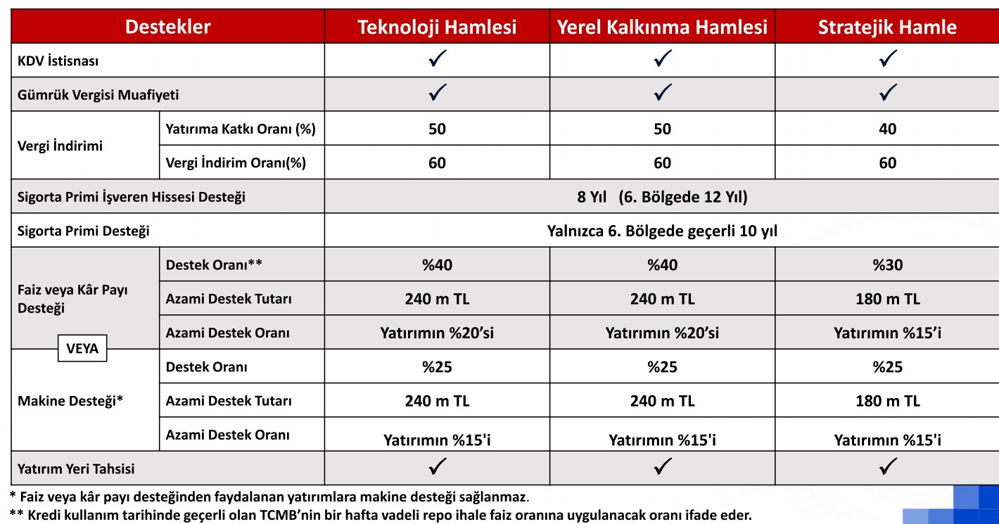 Destekler Teknoloji Hamlesi Yerel Kalkınma Hamlesi Stratejik Hamle
KDV İstisnası ✓ ✓ ✓
Gümrük Vergisi Muafiyeti ✓ ✓ ✓
Vergi İndirimi
Yatırıma Katkı Oranı (%) 50 50 40
Vergi İndirim Oranı(%) 60 60 60
Sigorta Primi İşveren Hissesi Desteği 8 Yıl (6. Bölgede 12 Yıl)
Sigorta Primi Desteği Yalnızca 6. Bölgede geçerli 10 yıl
Faiz veya Kâr Payı
Desteği
Destek Oranı** %40 %40 %30
Azami Destek Tutarı 240 m TL 240 m TL 180 m TL
Azami Destek Oranı Yatırımın %20’si Yatırımın %20’si Yatırımın %15’i
VEYA
Makine Desteği*
Destek Oranı %25 %25 %25
Azami Destek Tutarı 240 m TL 240 m TL 180 m TL
Azami Destek Oranı Yatırımın %15'i Yatırımın %15'i Yatırımın %15'i
Yatırım Yeri Tahsisi ✓ ✓ ✓
* Faiz veya kâr payı desteğinden faydalanan yatırımlara makine desteği sağlanmaz.
** Kredi kullanım tarihinde geçerli olan TCMB’nin bir hafta vadeli repo ihale faiz oranına uygulanacak oranı ifade eder.